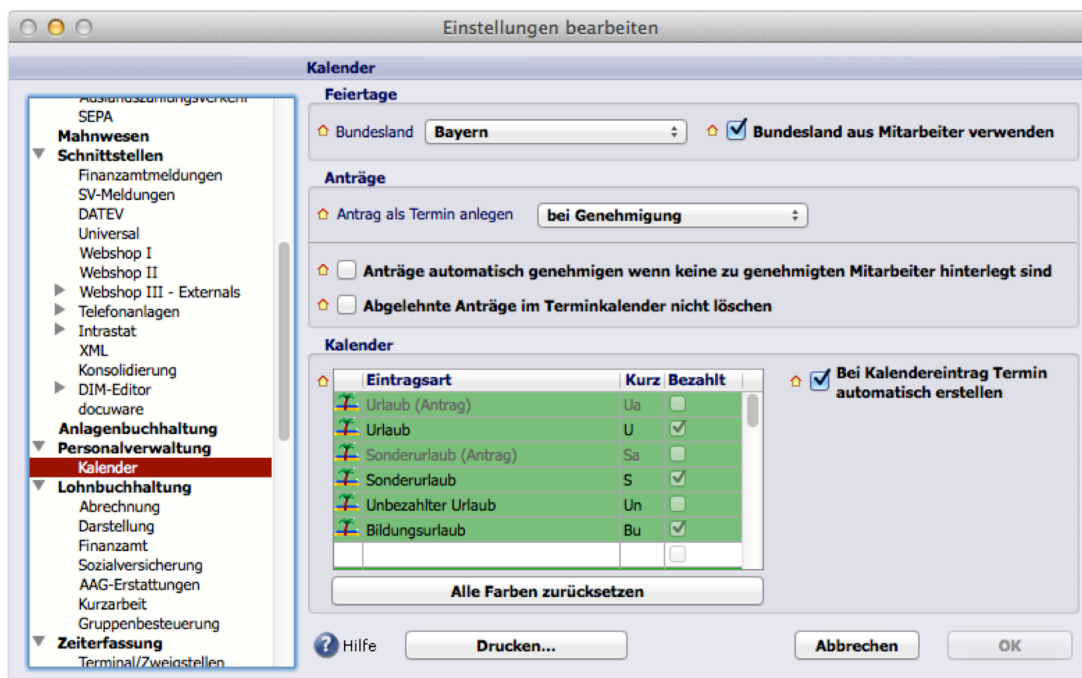 Einstellungen bearbeiten
Kalender
Auslandszahlungsverkehr
SEPA
Mahnwesen
Schnittstellen
Finanzamtmeldungen
SV-Meldungen
DATEV
Universal
Webshop I
Webshop II
Webshop III - Externals
Telefonanlagen
Intrastat
XML
Konsolidierung
DIM-Editor
docuware
Anlagenbuchhaltung
Personalverwaltung
Kalender
Lohnbuchhaltung
Abrechnung
Darstellung
Finanzamt
Sozialversicherung
AAG-Erstattungen
Kurzarbeit
Gruppenbesteuerung
Zeiterfassung
Terminal/Zweigstellen
Feiertage
Bundesland Bayern Bundesland aus Mitarbeiter verwenden
Anträge
Antrag als Termin anlegen bei Genehmigung
Anträge automatisch genehmigen wenn keine zu genehmigten Mitarbeiter hinterlegt sind
Abgelehnte Anträge im Terminkalender nicht löschen
Kalender
Eintragsart Kurz Bezahlt
Urlaub (Antrag) Ua
Urlaub U
Sonderurlaub (Antrag) Sa
Sonderurlaub S
Unbezahlter Urlaub Un
Bildungsurlaub Bu
Bei Kalendereintrag Termin
automatisch erstellen
Alle Farben zurücksetzen
? Hilfe Drucken... Abbrechen OK